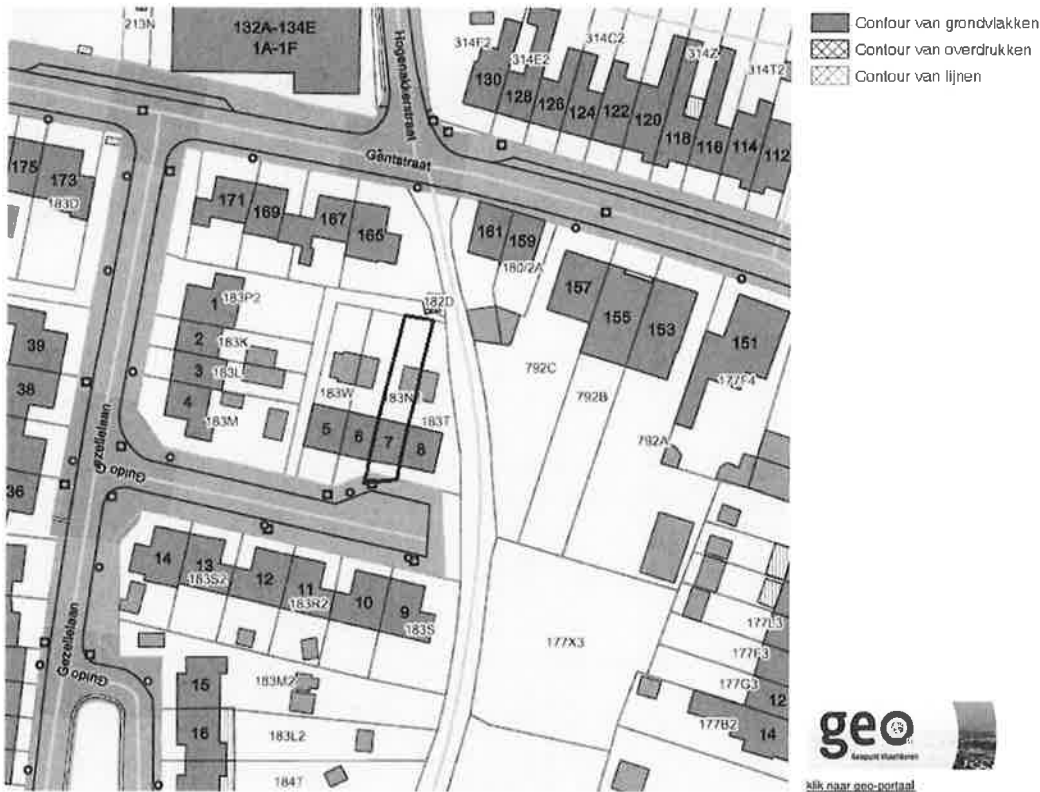 213N
132A-134E
1A-1F
Hogenakkerstraat
314F2
314E2
314C2
314Z
314T2
130
128
126
124
122
120
118
116
114
112
Gentstraat
175
173
183D
171
169
167
165
161
159
180/2A
157
155
153
151
177F4
182D
1
183P2
2
183K
3
183L
4
183M
39
38
36
183W
183N
183T
5
6
7
8
792C
792B
792A
Guido Gezellelaan
14
13
183S2
12
11
183R2
10
9
183S
177X3
177L3
177F3
177G3
12
177B2
14
Guido Gezellelaan
15
16
183M2
183L2
184T
Contour van grondvlakken
Contour van overdrukken
Contour van lijnen
geo
Geopunt Vlaanderen
klik naar geo-portaal